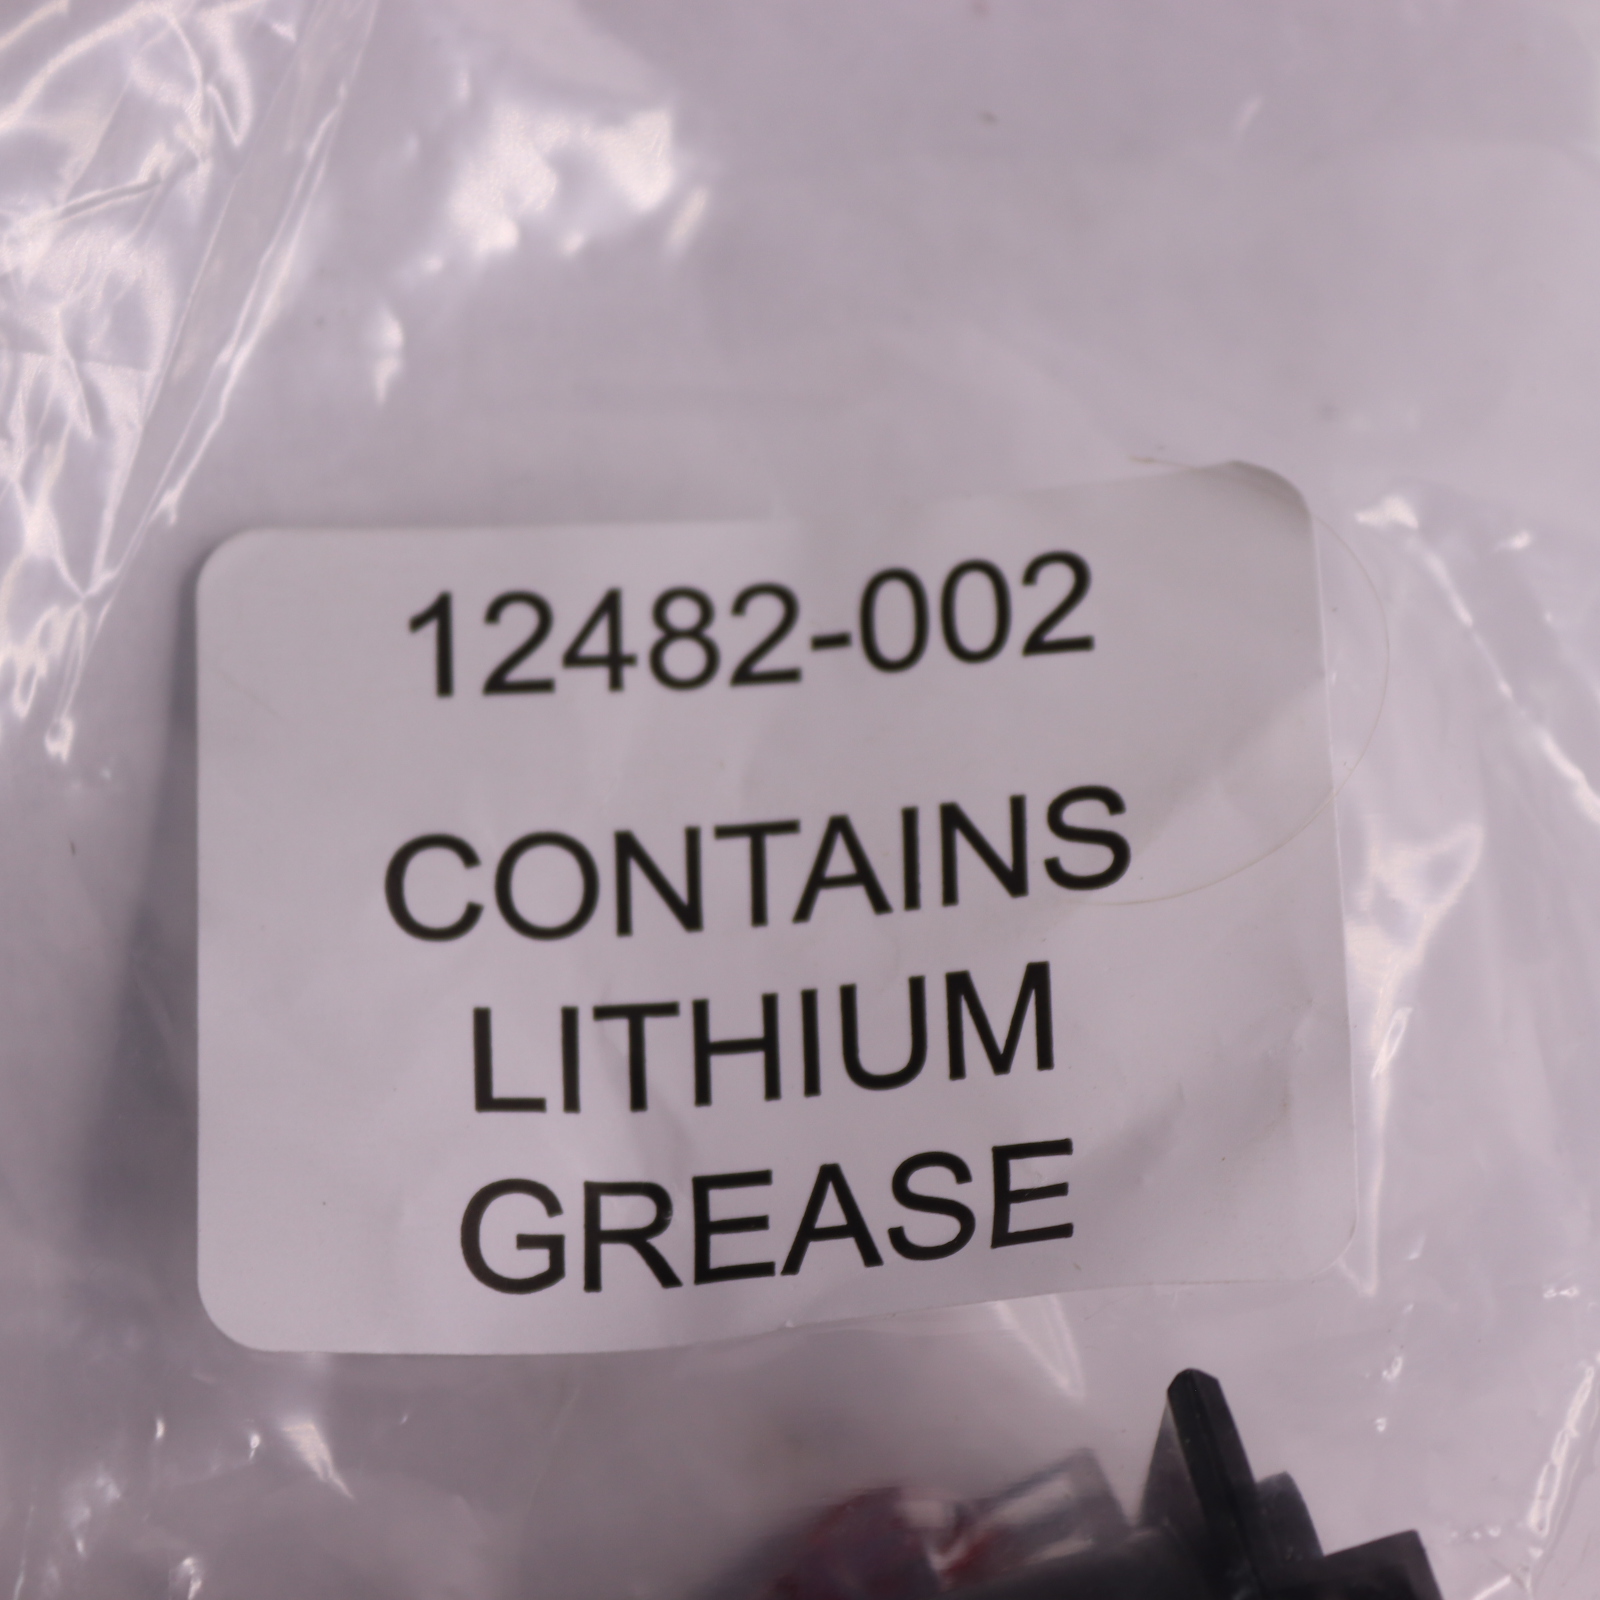 12482-002
CONTAINS
LITHIUM
GREASE